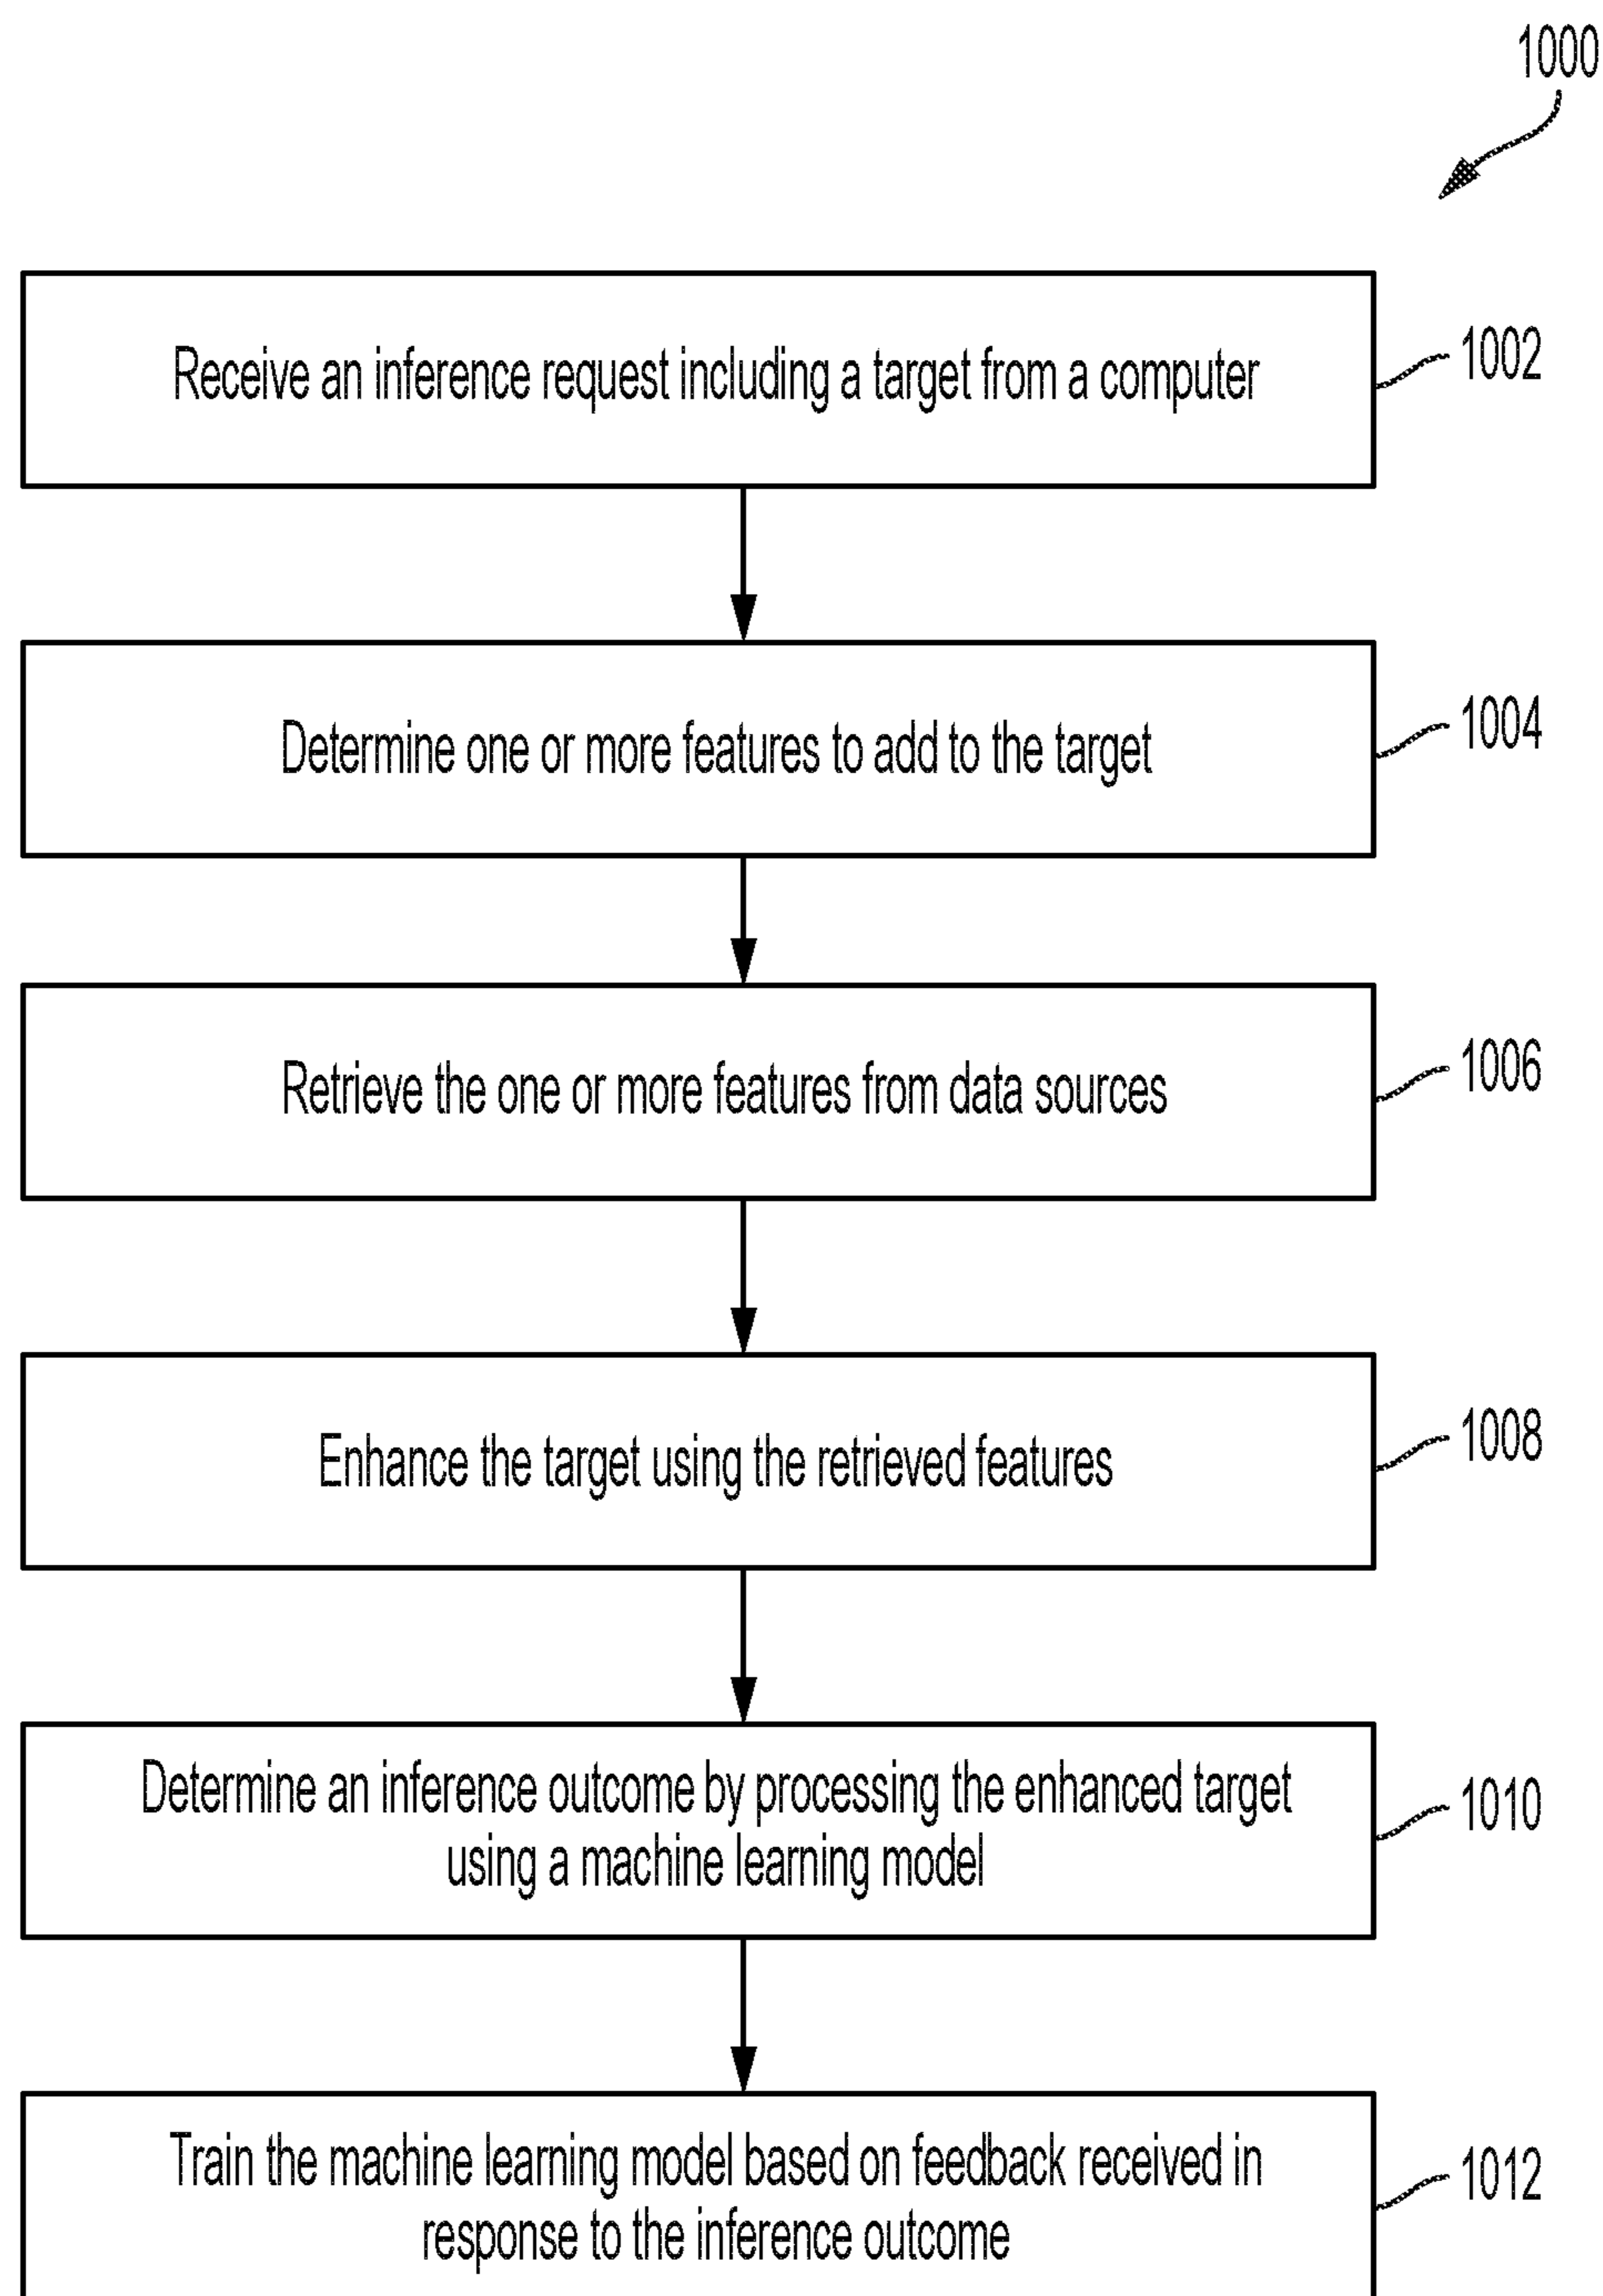 1000
Receive an inference request including a target from a computer
1002
Determine one or more features to add to the target
1004
Retrieve the one or more features from data sources
1006
Enhance the target using the retrieved features
1008
Determine an inference outcome by processing the enhanced target
using a machine learning model
1010
Train the machine learning model based on feedback received in
response to the inference outcome
1012